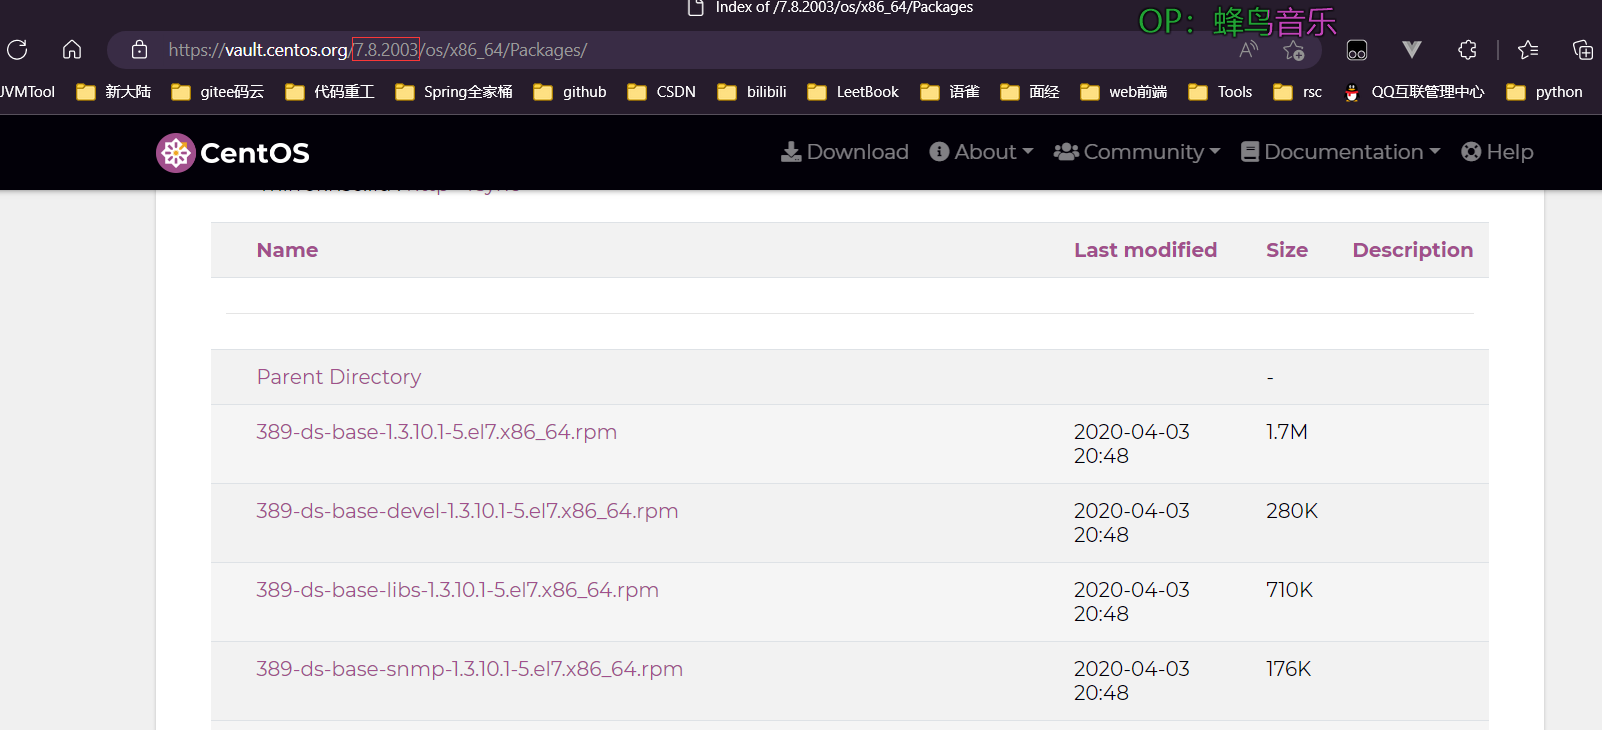 Index of /7.8.2003/os/x86_64/Packages
OP：蜂鸟音乐
https://vault.centos.org/7.8.2003/os/x86_64/Packages/
JVMTool 新大陆 gitee码云 代码重工 Spring全家桶 github CSDN bilibili LeetBook 语雀 面经 web前端 Tools rsc QQ互联管理中心 python
CentOS Download About Community Documentation Help
Name Last modified Size Description
Parent Directory -
389-ds-base-1.3.10.1-5.el7.x86_64.rpm 2020-04-03 1.7M
20:48
389-ds-base-devel-1.3.10.1-5.el7.x86_64.rpm 2020-04-03 280K
20:48
389-ds-base-libs-1.3.10.1-5.el7.x86_64.rpm 2020-04-03 710K
20:48
389-ds-base-snmp-1.3.10.1-5.el7.x86_64.rpm 2020-04-03 176K
20:48